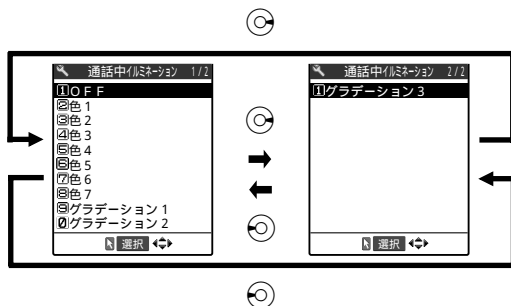 通話中イルミネーション 1/2
1OFF
2色1
3色2
4色3
5色4
6色5
7色6
8色7
9グラデーション1
0グラデーション2
選択
通話中イルミネーション 2/2
1グラデーション3
選択